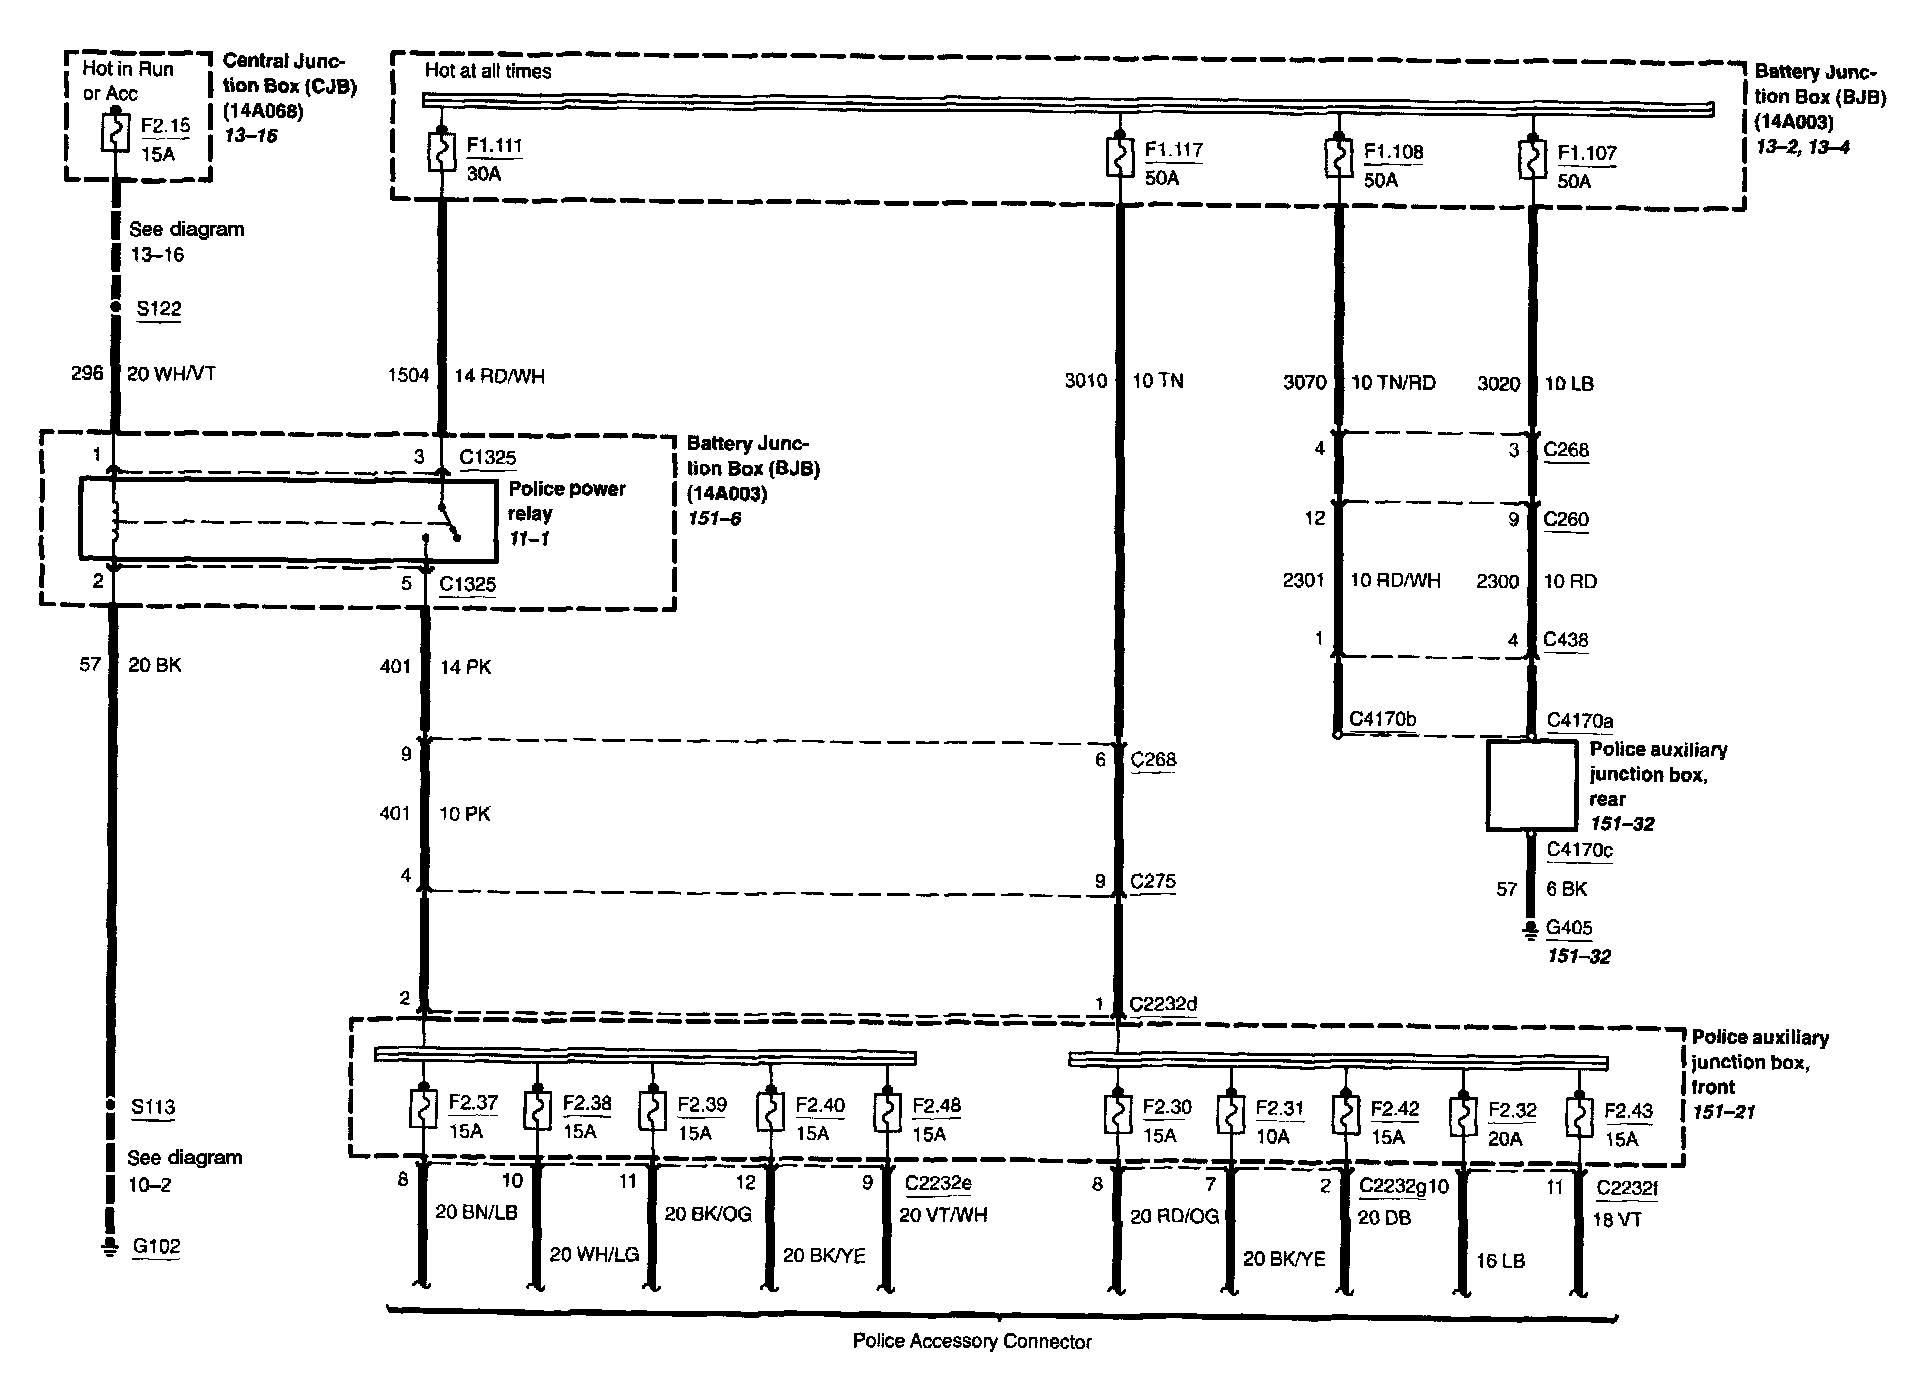 Hot in Run
or Acc
F2.15
15A
Central Junc-
tion Box (CJB)
(14A068)
13–16
Hot at all times
F1.111
30A
F1.117
50A
F1.108
50A
F1.107
50A
Battery Junc-
tion Box (BJB)
(14A003)
13–2, 13–4
See diagram
13–16
S122
296 20 WH/VT
1504 14 RD/WH
3010 10 TN
3070 10 TN/RD
3020 10 LB
1 3 C1325
Police power
relay
11–1
Battery Junc-
tion Box (BJB)
(14A003)
151–6
2 5 C1325
4 3 C268
12 9 C260
2301 10 RD/WH
2300 10 RD
1 4 C438
57 20 BK
401 14 PK
C4170b C4170a
Police auxiliary
junction box,
rear
151–32
C4170c
57 6 BK
G405
151–32
9 6 C268
401 10 PK
4 9 C275
2 1 C2232d
Police auxiliary
junction box,
front
151–21
F2.37
15A
F2.38
15A
F2.39
15A
F2.40
15A
F2.48
15A
F2.30
15A
F2.31
10A
F2.42
15A
F2.32
20A
F2.43
15A
S113
See diagram
10–2
G102
8 10 11 12 9 C2232e
8 7 2 C2232g 10 11 C2232f
20 BN/LB
20 WH/LG
20 BK/OG
20 BK/YE
20 VT/WH
20 RD/OG
20 BK/YE
20 DB
16 LB
18 VT
Police Accessory Connector